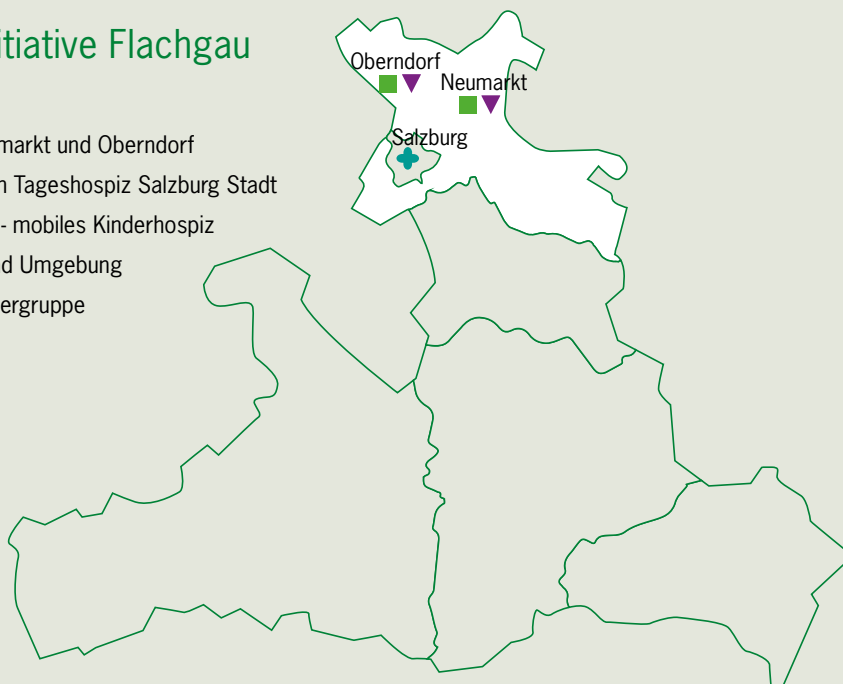 itiative Flachgau
markt und Oberndorf
Tageshospiz Salzburg Stadt
- mobiles Kinderhospiz
d Umgebung
ergruppe
Oberndorf
Neumarkt
Salzburg